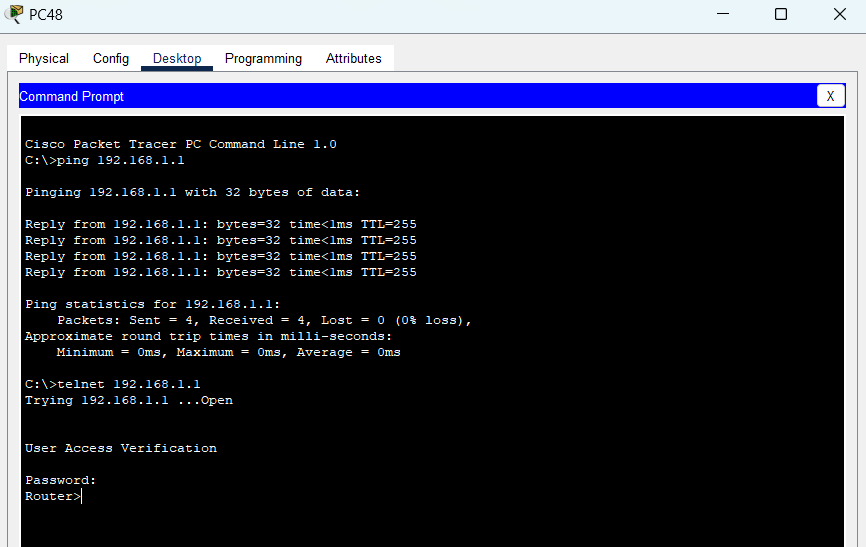 PC48
Physical Config Desktop Programming Attributes
Command Prompt X
Cisco Packet Tracer PC Command Line 1.0
C:\>ping 192.168.1.1
Pinging 192.168.1.1 with 32 bytes of data:
Reply from 192.168.1.1: bytes=32 time<1ms TTL=255
Reply from 192.168.1.1: bytes=32 time<1ms TTL=255
Reply from 192.168.1.1: bytes=32 time<1ms TTL=255
Reply from 192.168.1.1: bytes=32 time<1ms TTL=255
Ping statistics for 192.168.1.1:
Packets: Sent = 4, Received = 4, Lost = 0 (0% loss),
Approximate round trip times in milli-seconds:
Minimum = 0ms, Maximum = 0ms, Average = 0ms
C:\>telnet 192.168.1.1
Trying 192.168.1.1 ...Open
User Access Verification
Password:
Router>